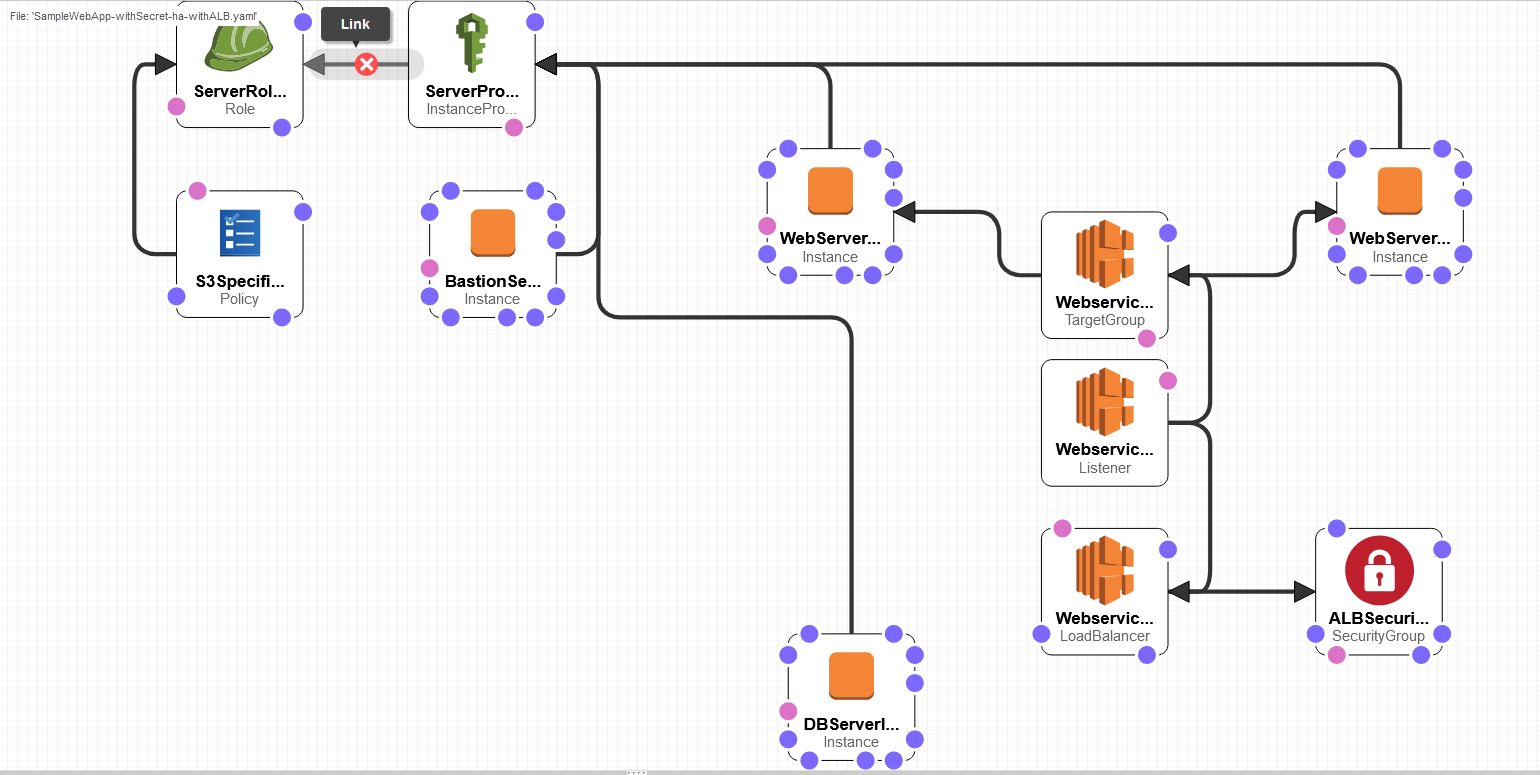 File: 'SampleWebApp-withSecret-ha-withALB.yaml'
Link
ServerRol...
Role
ServerPro...
InstancePro...
S3Specifi...
Policy
BastionSe...
Instance
WebServer...
Instance
WebServer...
Instance
Webservic...
TargetGroup
Webservic...
Listener
Webservic...
LoadBalancer
ALBSecuri...
SecurityGroup
DBServerI...
Instance